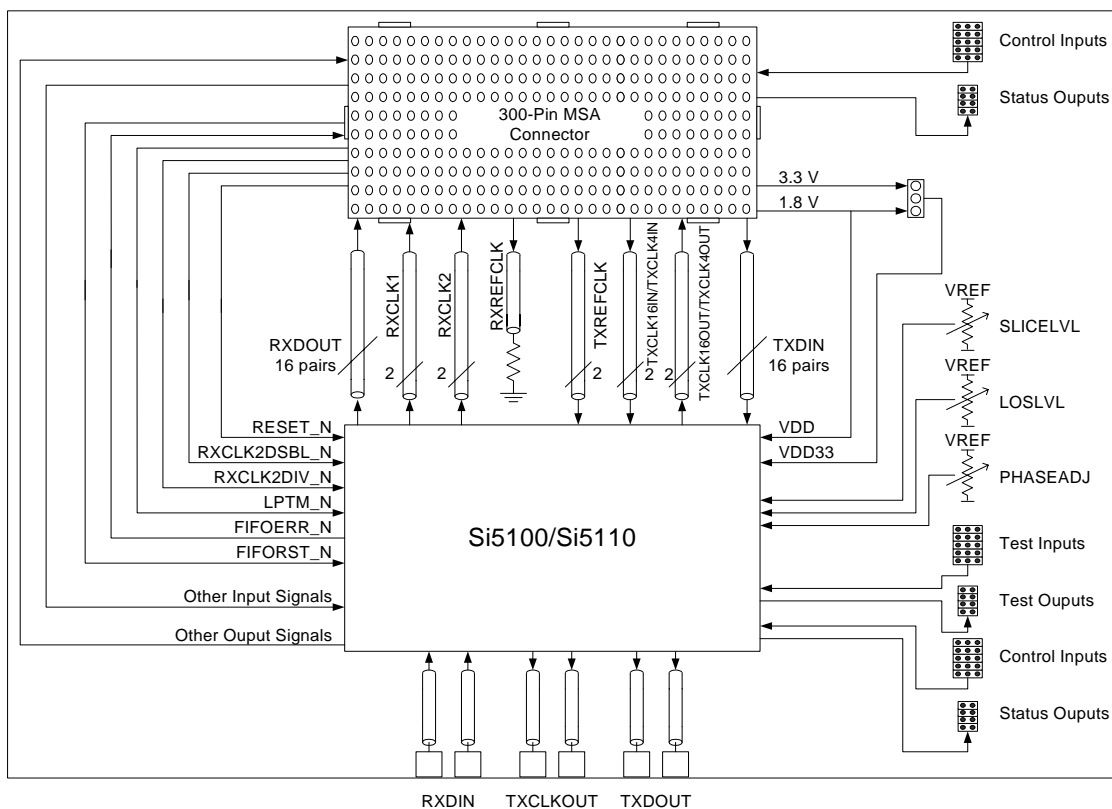 Control Inputs
Status Ouputs
300-Pin MSA
Connector
3.3 V
1.8 V
RXDOUT
16 pairs
RXCLK1
2
RXCLK2
2
RXREFCLK
TXREFCLK
2
TXCLK16IN/TXCLK4IN
2
TXCLK16OUT/TXCLK4OUT
2
TXDIN
16 pairs
VREF
SLICELVL
VREF
LOSLVL
VREF
PHASEADJ
RESET_N
RXCLK2DSBL_N
RXCLK2DIV_N
LPTM_N
FIFOERR_N
FIFORST_N
Other Input Signals
Other Ouput Signals
VDD
VDD33
Si5100/Si5110
Test Inputs
Test Ouputs
Control Inputs
Status Ouputs
RXDIN
TXCLKOUT
TXDOUT